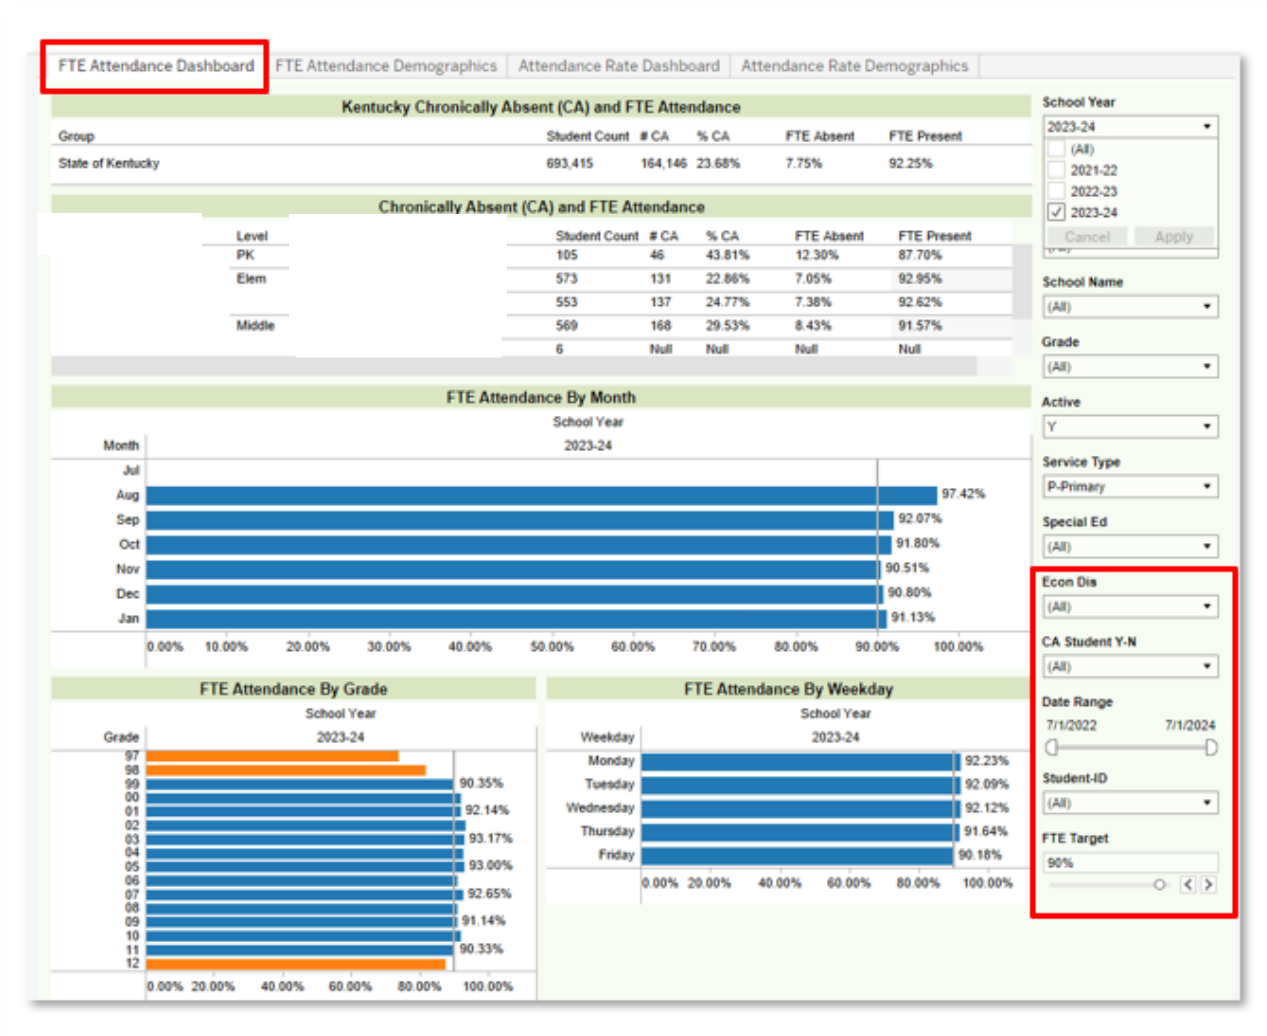 FTE Attendance Dashboard FTE Attendance Demographics Attendance Rate Dashboard Attendance Rate Demographics
Kentucky Chronically Absent (CA) and FTE Attendance
Group Student Count # CA % CA FTE Absent FTE Present
State of Kentucky 693,415 164,146 23.68% 7.75% 92.25%
Chronically Absent (CA) and FTE Attendance
Level Student Count # CA % CA FTE Absent FTE Present
PK 105 46 43.81% 12.30% 87.70%
Elem 573 131 22.86% 7.05% 92.95%
553 137 24.77% 7.38% 92.62%
Middle 569 168 29.53% 8.43% 91.57%
6 Null Null Null Null
FTE Attendance By Month
School Year
Month 2023-24
Jul
Aug 97.42%
Sep 92.07%
Oct 91.80%
Nov 90.51%
Dec 90.80%
Jan 91.13%
0.00% 10.00% 20.00% 30.00% 40.00% 50.00% 60.00% 70.00% 80.00% 90.00% 100.00%
FTE Attendance By Grade
School Year
Grade 2023-24
97
98
99 90.35%
00
01 92.14%
02
03 93.17%
04
05 93.00%
06
07 92.65%
08
09 91.14%
10
11 90.33%
12
0.00% 20.00% 40.00% 60.00% 80.00% 100.00%
FTE Attendance By Weekday
School Year
Weekday 2023-24
Monday 92.23%
Tuesday 92.09%
Wednesday 92.12%
Thursday 91.64%
Friday 90.18%
0.00% 20.00% 40.00% 60.00% 80.00% 100.00%
School Year
2023-24
(All)
2021-22
2022-23
2023-24
Cancel Apply
School Name
(All)
Grade
(All)
Active
Y
Service Type
P-Primary
Special Ed
(All)
Econ Dis
(All)
CA Student Y-N
(All)
Date Range
7/1/2022 7/1/2024
Student-ID
(All)
FTE Target
90%